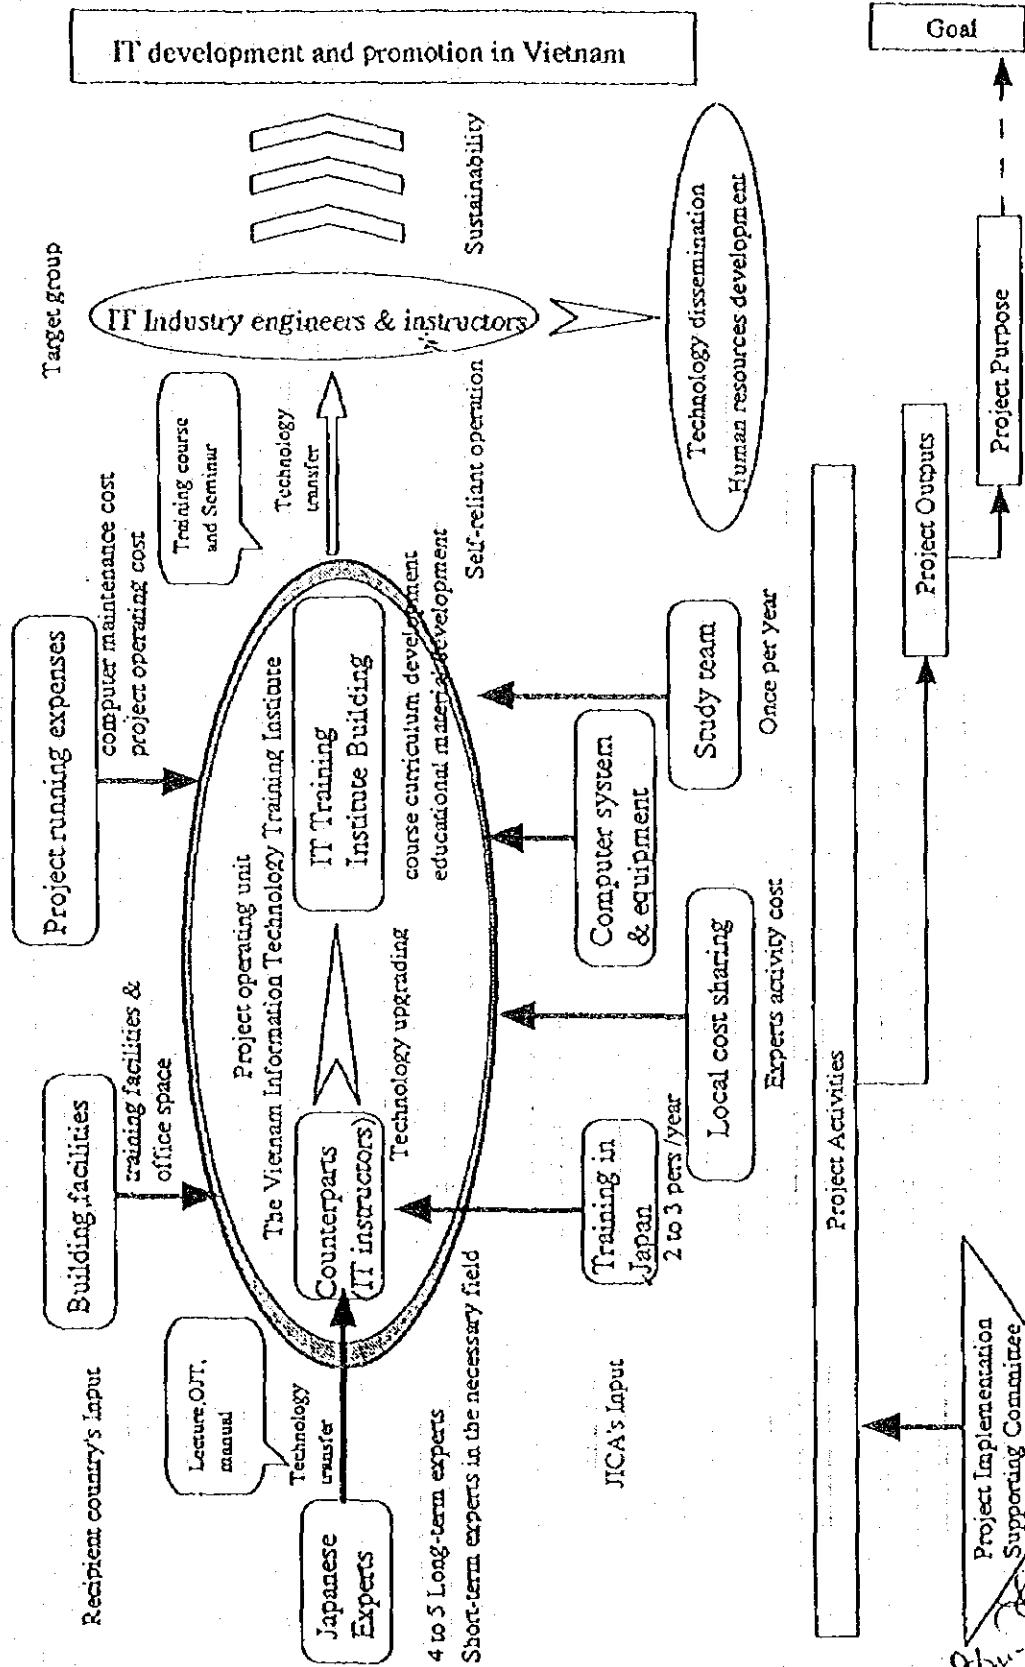 Recipient country's Input
Building facilities
training facilities &
office space
Project running expenses
computer maintenance cost
project operating cost
Target group
IT development and promotion in Vietnam
Lecture,OJT,
manual
Technology
transfer
Japanese
Experts
4 to 5 Long-term experts
Short-term experts in the necessary field
Project operating unit
The Vietnam Information Technology Training Institute
Counterparts
(IT instructors)
Technology upgrading
IT Training
Institute Building
course curriculum development
educational material development
Training course
and Seminar
Technology
transfer
Self-reliant operation
IT Industry engineers & instructors
Sustainability
Technology dissemination
Human resources development
JICA's Input
Training in
Japan
2 to 3 pers/year
Local cost sharing
Experts activity cost
Computer system
& equipment
Study team
Once per year
Project Activities
Project Outputs
Project Purpose
Goal
Project Implementation
Supporting Committee